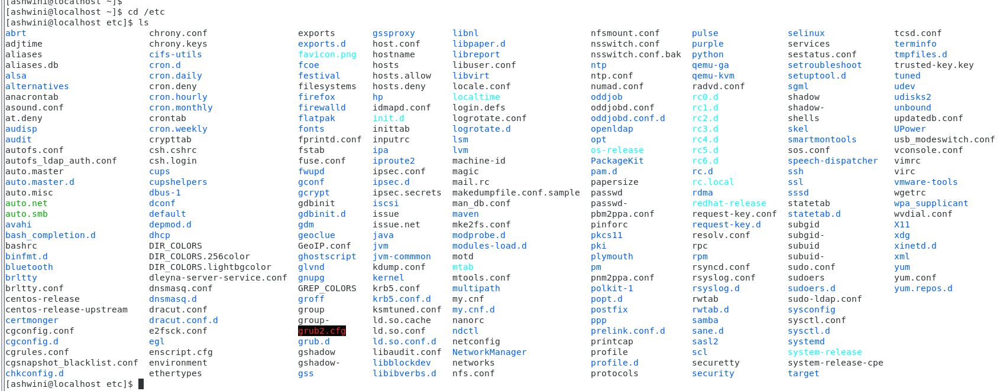 [ashwini@localhost ~]$
[ashwini@localhost ~]$ cd /etc
[ashwini@localhost etc]$ ls
abrt chrony.conf exports gssproxy libnl nfsmount.conf pulse selinux tcsd.conf
adjtime chrony.keys exports.d host.conf libpaper.d nsswitch.conf purple services terminfo
aliases cifs-utils favicon.png hostname libreport nsswitch.conf.bak python sestatus.conf tmpfiles.d
aliases.db cron.d fcoe hosts libuser.conf ntp qemu-ga setroubleshoot trusted-key.key
alsa cron.daily festival hosts.allow libvirt ntp.conf qemu-kvm setuptool.d tuned
alternatives cron.deny filesystems hosts.deny locale.conf numad.conf radvd.conf sgml udev
anacrontab cron.hourly firefox hp localtime oddjob rc0.d shadow udisks2
asound.conf cron.monthly firewalld idmapd.conf login.defs oddjobd.conf rc1.d shadow- unbound
at.deny crontab flatpak init.d logrotate.conf oddjobd.conf.d rc2.d shells updatedb.conf
audisp cron.weekly fonts inittab logrotate.d openldap rc3.d skel UPower
audit crypttab fprintd.conf inputrc lsm opt rc4.d smartmontools usb_modeswitch.conf
autofs.conf csh.cshrc fstab ipa lvm os-release rc5.d sos.conf vconsole.conf
autofs_ldap_auth.conf csh.login fuse.conf iproute2 machine-id PackageKit rc6.d speech-dispatcher vimrc
auto.master cups fwupd ipsec.conf magic pam.d rc.d ssh virc
auto.master.d cupshelpers gconf ipsec.d mail.rc papersize rc.local ssl vmware-tools
auto.misc dbus-1 gcrypt ipsec.secrets makedumpfile.conf.sample passwd rdma sssd wgetrc
auto.net dconf gdbinit iscsi man_db.conf passwd- redhat-release statetab wpa_supplicant
auto.smb default gdbinit.d issue maven pbm2ppa.conf request-key.conf statetab.d wvdial.conf
avahi depmod.d gdm issue.net mke2fs.conf pinforc request-key.d subgid X11
bash_completion.d dhcp geoclue java modprobe.d pkcs11 resolv.conf subgid- xdg
bashrc DIR_COLORS GeoIP.conf jvm modules-load.d pki rpc subuid xinetd.d
binfmt.d DIR_COLORS.256color ghostscript jvm-commmon motd plymouth rpm subuid- xml
bluetooth DIR_COLORS.lightbgcolor glvnd kdump.conf mtab pm rsyncd.conf sudo.conf yum
brltty dleyna-server-service.conf gnupg kernel mtools.conf pnm2ppa.conf rsyslog.conf sudoers yum.conf
brltty.conf dnsmasq.conf GREP_COLORS krb5.conf multipath polkit-1 rsyslog.d sudoers.d yum.repos.d
centos-release dnsmasq.d groff krb5.conf.d my.cnf popt.d rwtab sudo-ldap.conf
centos-release-upstream dracut.conf group ksmtuned.conf my.cnf.d postfix rwtab.d sysconfig
certmonger dracut.conf.d group- ld.so.cache nanorc ppp samba sysctl.conf
cgconfig.conf e2fsck.conf grub2.cfg ld.so.conf ndctl prelink.conf.d sane.d sysctl.d
cgconfig.d egl grub.d ld.so.conf.d netconfig printcap sasl2 systemd
cgrules.conf enscript.cfg gshadow libaudit.conf NetworkManager profile scl system-release
cgsnapshot_blacklist.conf environment gshadow- libblockdev networks profile.d securetty system-release-cpe
chkconfig.d ethertypes gss libibverbs.d nfs.conf protocols security target
[ashwini@localhost etc]$